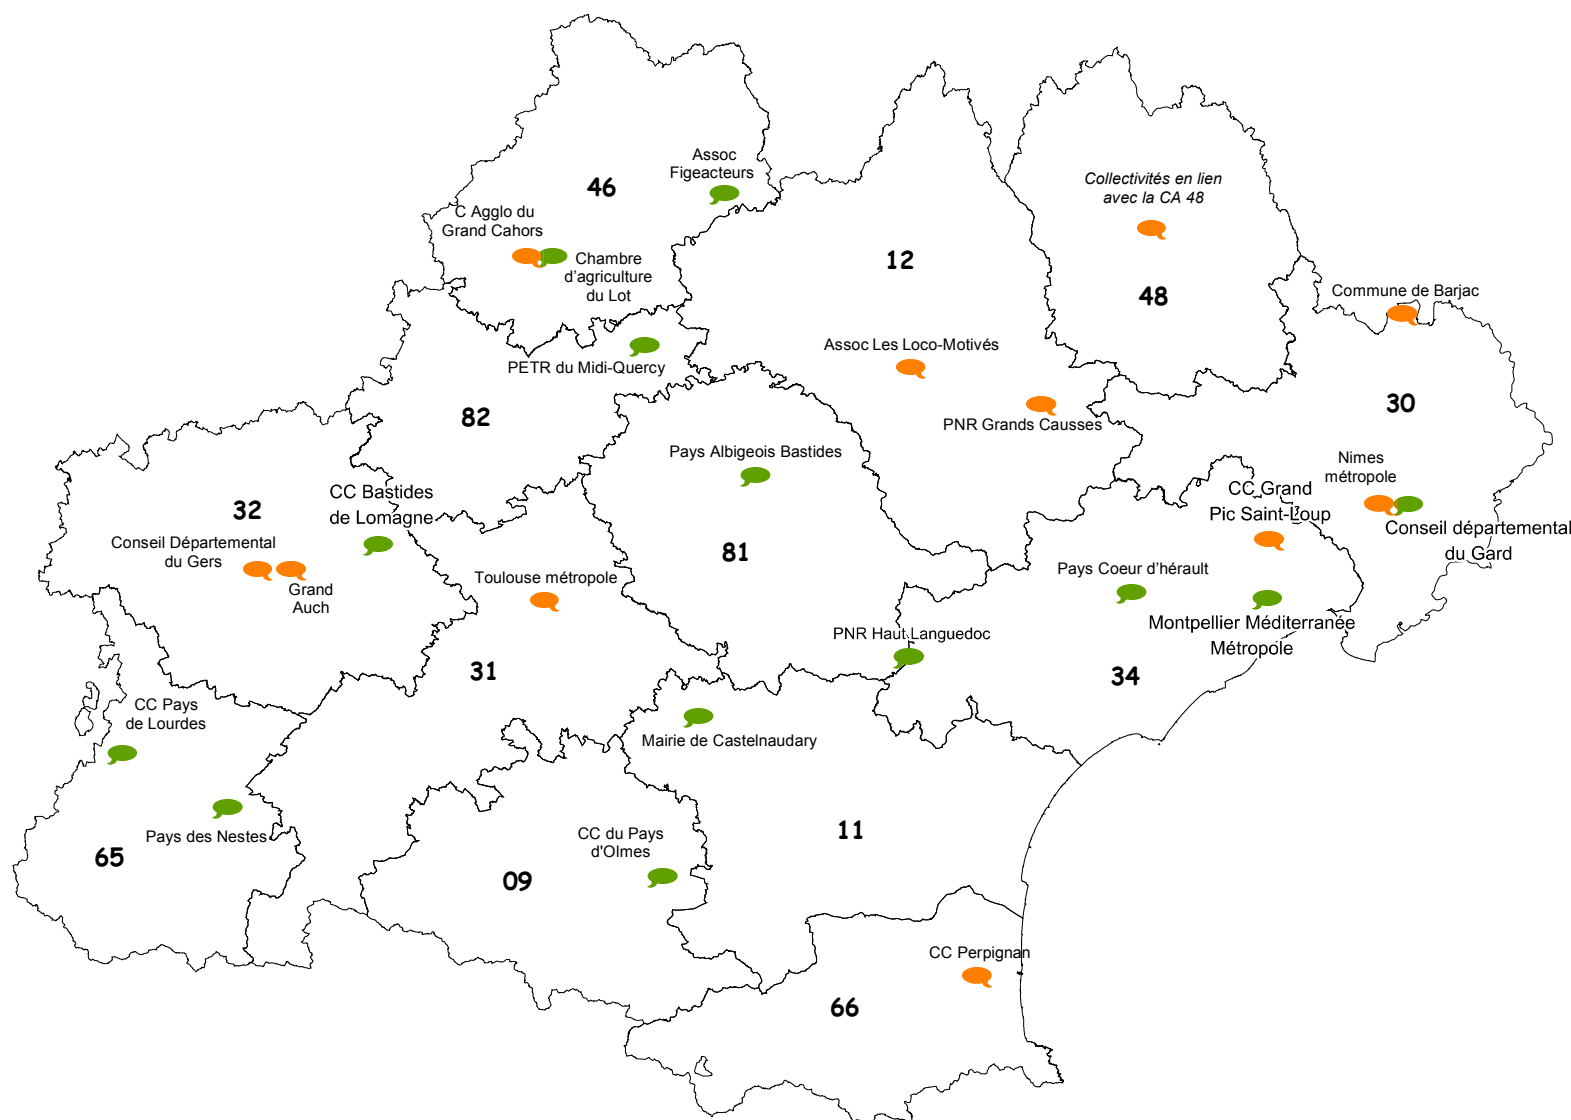 Assoc
Figeacteurs
46
C Agglo du
Grand Cahors
Chambre
d'agriculture
du Lot
Collectivités en lien
avec la CA 48
48
12
Commune de Barjac
PETR du Midi-Quercy
82
Assoc Les Loco-Motivés
PNR Grands Causses
30
Pays Albigeois Bastides
81
Nimes
métropole
Conseil départemental
du Gard
CC Grand
Pic Saint-Loup
32
CC Bastides
de Lomagne
Conseil Départemental
du Gers
Grand
Auch
Toulouse métropole
31
Pays Coeur d'hérault
Montpellier Méditerranée
Métropole
PNR Haut Languedoc
34
CC Pays
de Lourdes
Mairie de Castelnaudary
Pays des Nestes
65
CC du Pays
d'Olmes
09
11
CC Perpignan
66